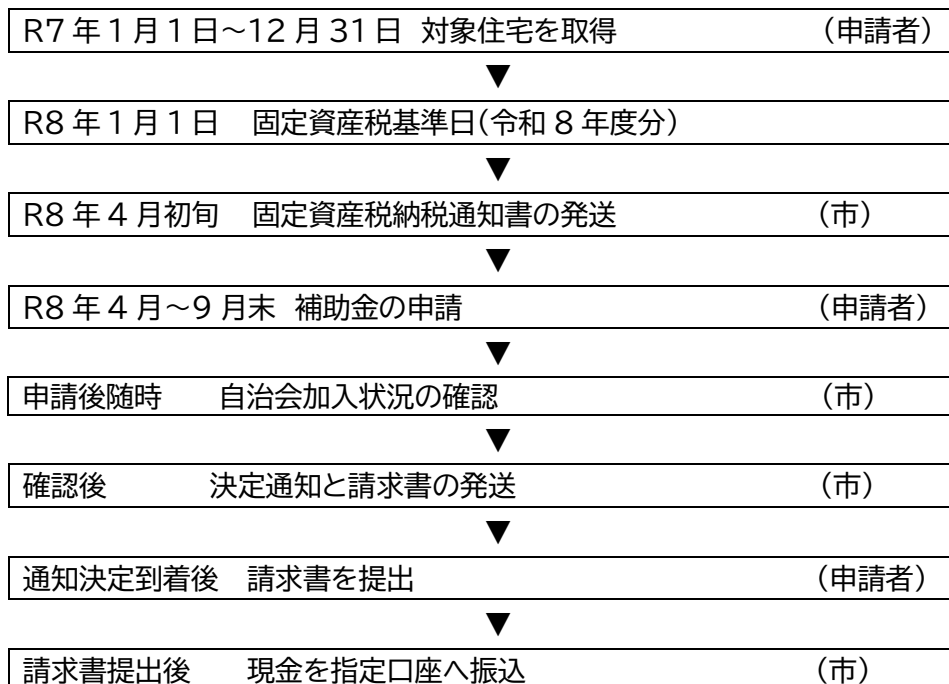 R7年1月1日～12月31日 対象住宅を取得 （申請者）
▼
R8年1月1日 固定資産税基準日（令和8年度分）
▼
R8年4月初旬 固定資産税納税通知書の発送 （市）
▼
R8年4月～9月末 補助金の申請 （申請者）
▼
申請後随時 自治会加入状況の確認 （市）
▼
確認後 決定通知と請求書の発送 （市）
▼
通知決定到着後 請求書を提出 （申請者）
▼
請求書提出後 現金を指定口座へ振込 （市）